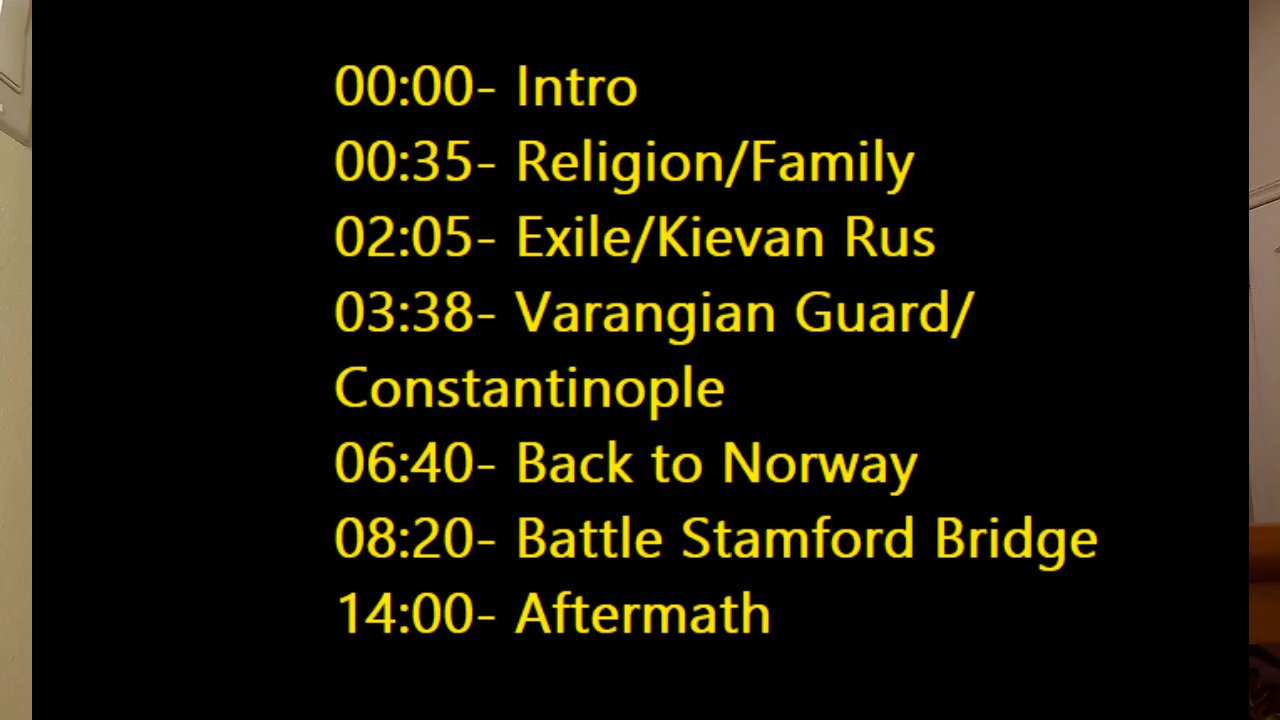 00:00- Intro
00:35- Religion/Family
02:05- Exile/Kievan Rus
03:38- Varangian Guard/
Constantinople
06:40- Back to Norway
08:20- Battle Stamford Bridge
14:00- Aftermath